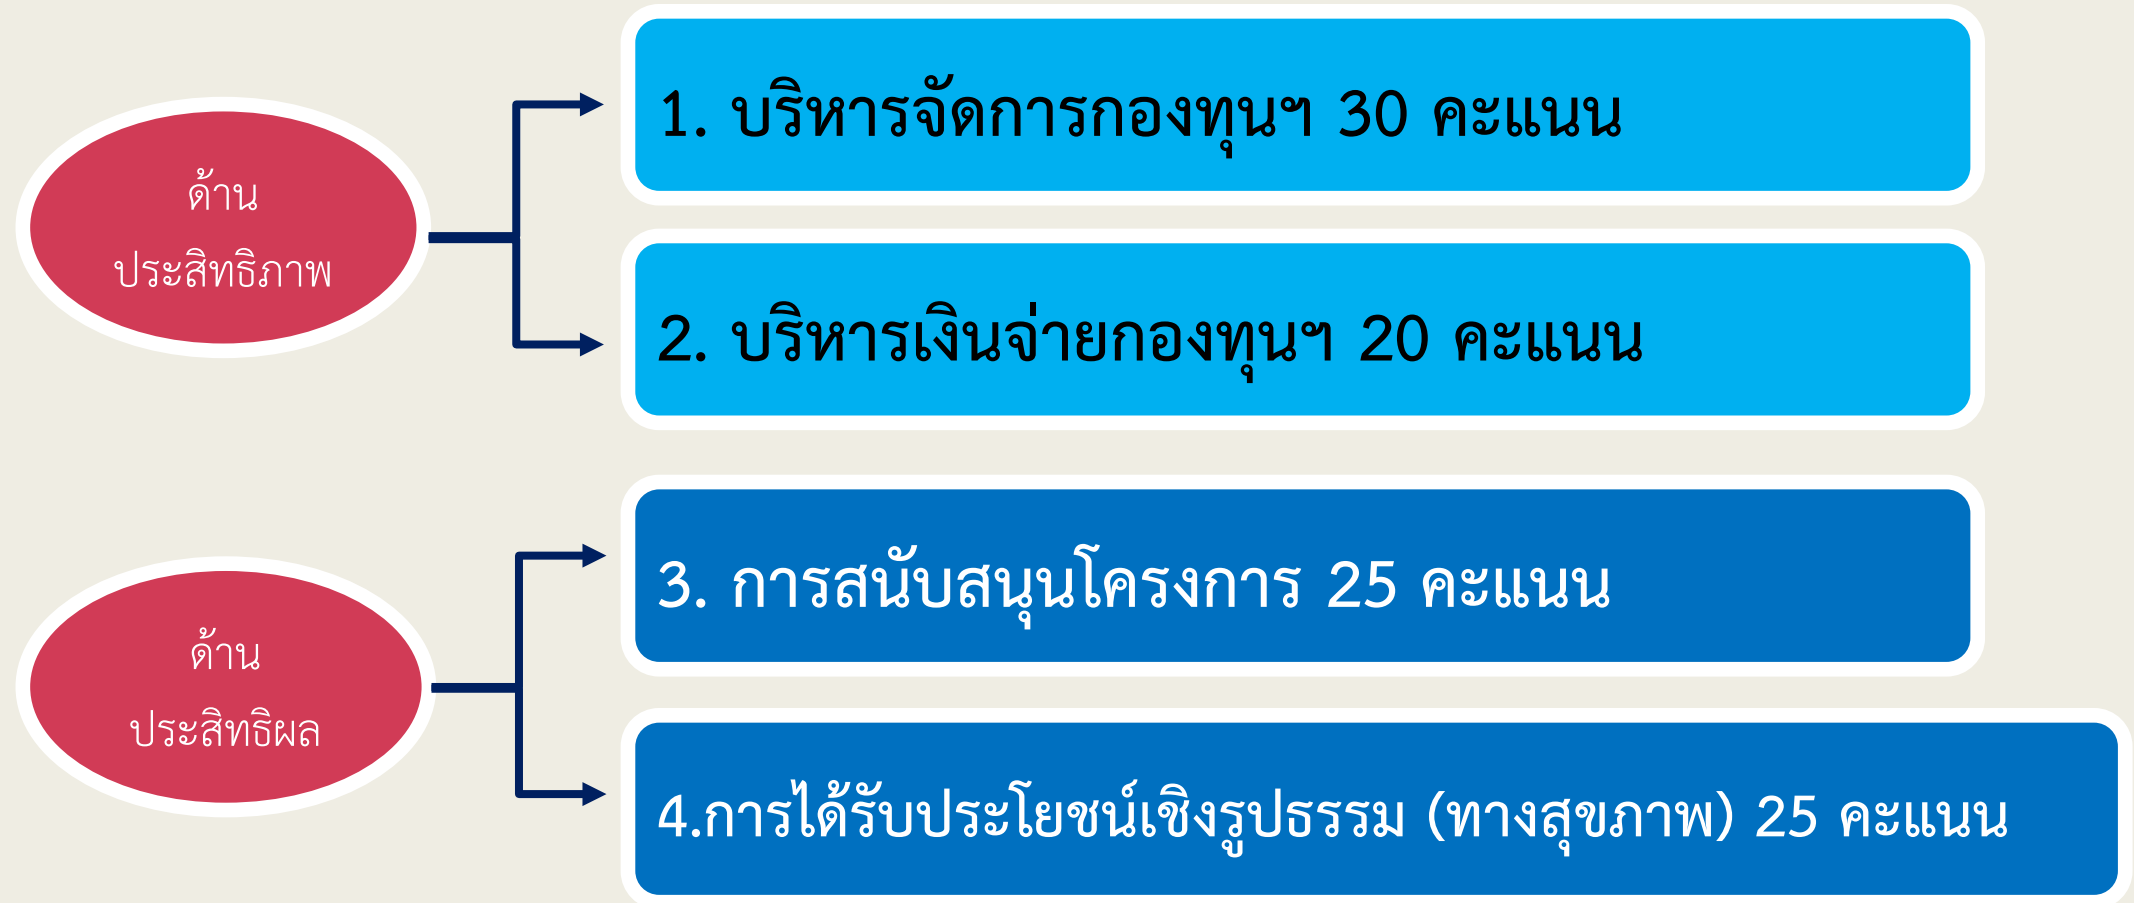 ด้าน
ประสิทธิภาพ
1. บริหารจัดการกองทุนฯ 30 คะแนน
2. บริหารเงินจ่ายกองทุนฯ 20 คะแนน
ด้าน
ประสิทธิผล
3. การสนับสนุนโครงการ 25 คะแนน
4.การได้รับประโยชน์เชิงรูปธรรม (ทางสุขภาพ) 25 คะแนน